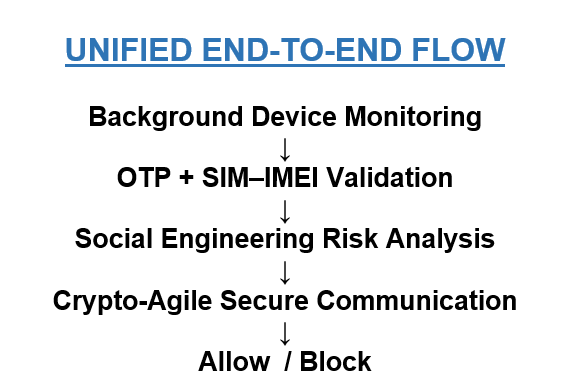 UNIFIED END-TO-END FLOW
Background Device Monitoring
↓
OTP + SIM–IMEI Validation
↓
Social Engineering Risk Analysis
↓
Crypto-Agile Secure Communication
↓
Allow / Block